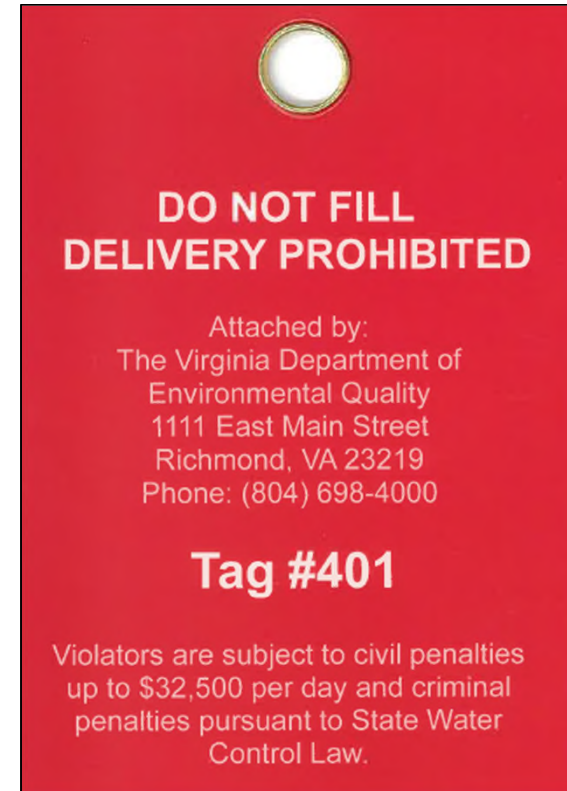 DO NOT FILL
DELIVERY PROHIBITED
Attached by:
The Virginia Department of
Environmental Quality
1111 East Main Street
Richmond, VA 23219
Phone: (804) 698-4000
Tag #401
Violators are subject to civil penalties
up to $32,500 per day and criminal
penalties pursuant to State Water
Control Law.